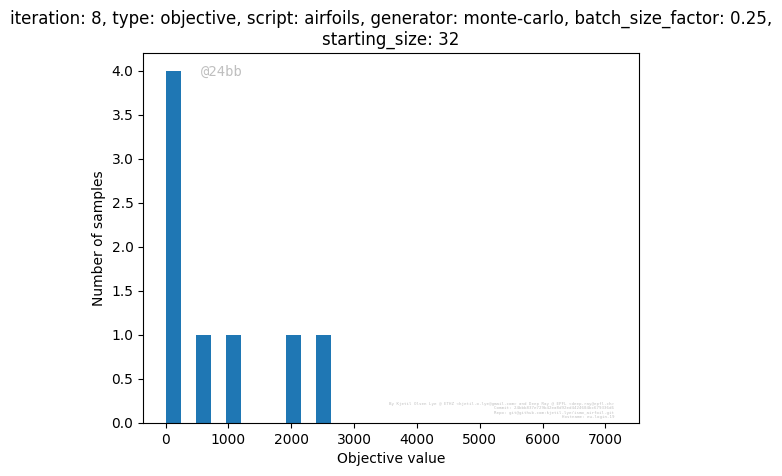 iteration: 8, type: objective, script: airfoils, generator: monte-carlo, batch_size_factor: 0.25,
starting_size: 32
@24bb
4.0
3.5
3.0
2.5
2.0
1.5
1.0
0.5
0.0
Number of samples
0 1000 2000 3000 4000 5000 6000 7000
Objective value